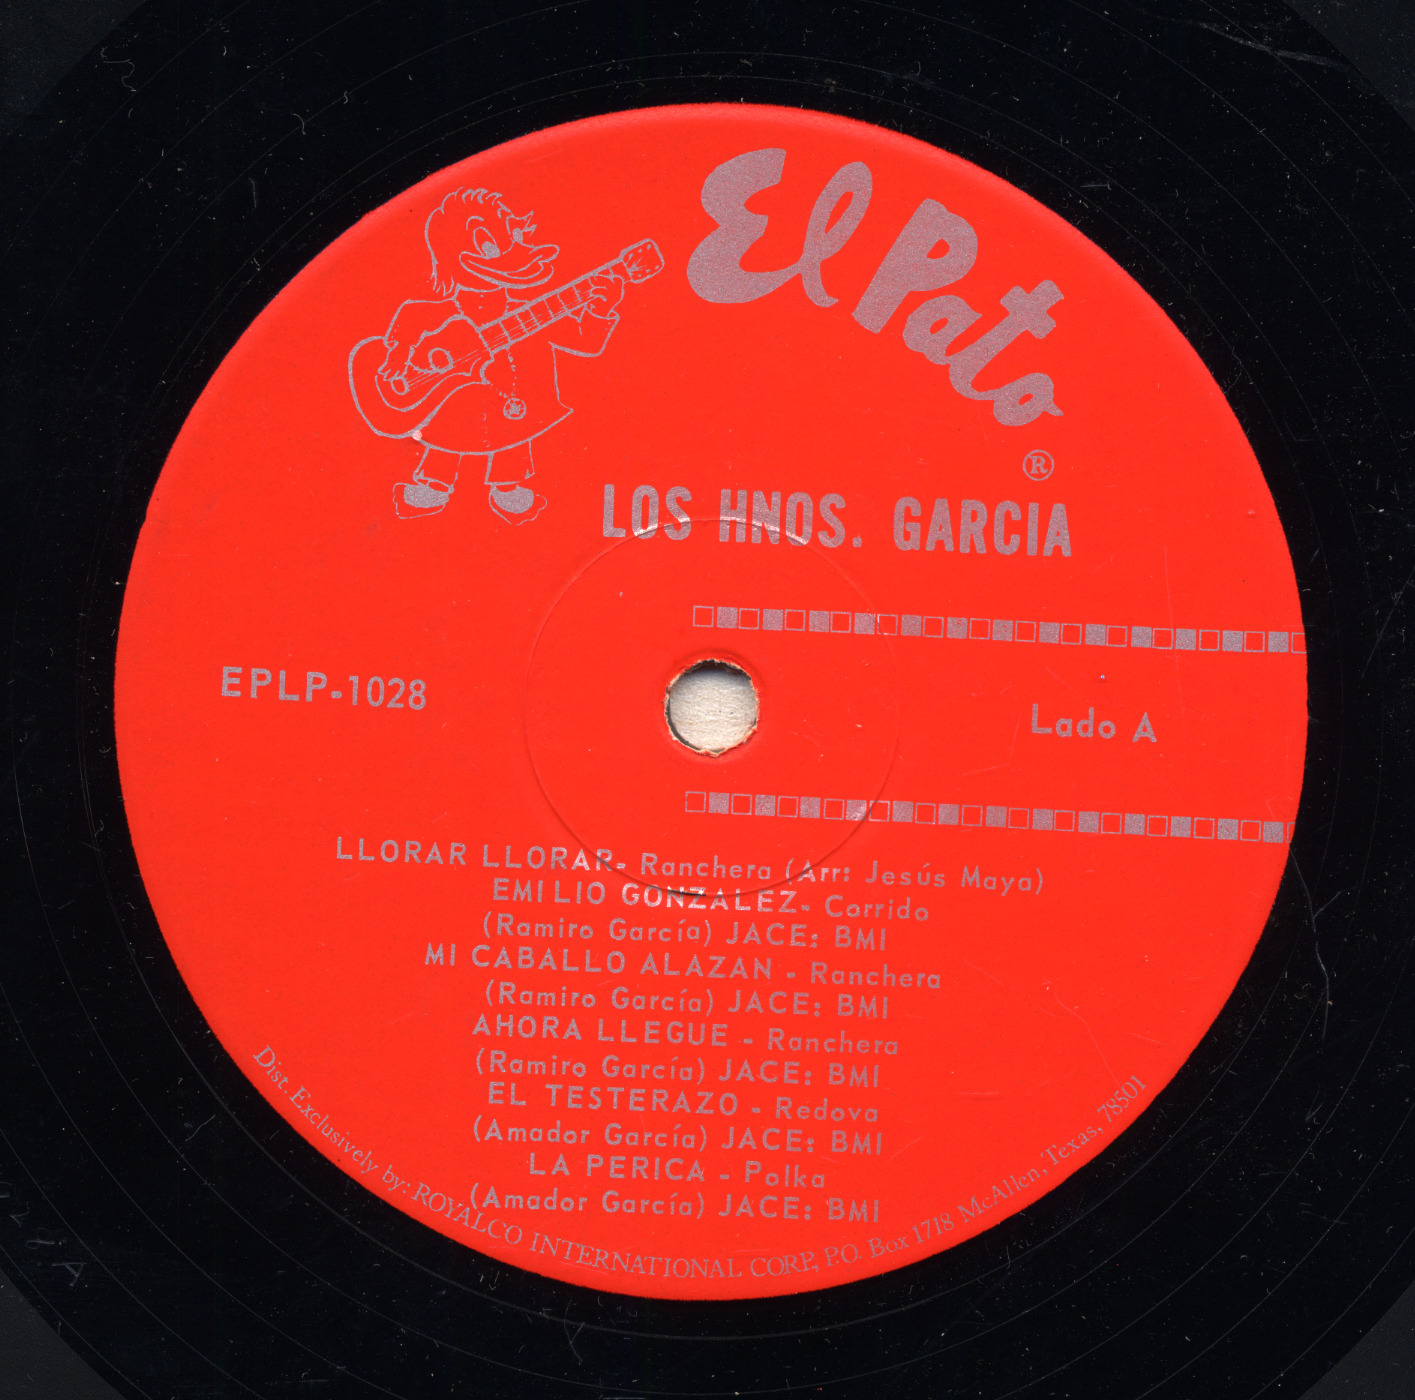 El Pato
®
LOS HNOS. GARCIA
EPLP-1028
Lado A
LLORAR LLORAR- Ranchera (Arr: Jesús Maya)
EMILIO GONZALEZ- Corrido
(Ramiro García) JACE: BMI
MI CABALLO ALAZAN - Ranchera
(Ramiro García) JACE: BMI
AHORA LLEGUE - Ranchera
(Ramiro García) JACE: BMI
EL TESTERAZO - Redova
(Amador García) JACE: BMI
LA PERICA - Polka
(Amador García) JACE: BMI
Dist. Exclusively by: ROYALCO INTERNATIONAL CORP., P.O. Box 1718 McAllen, Texas, 78501